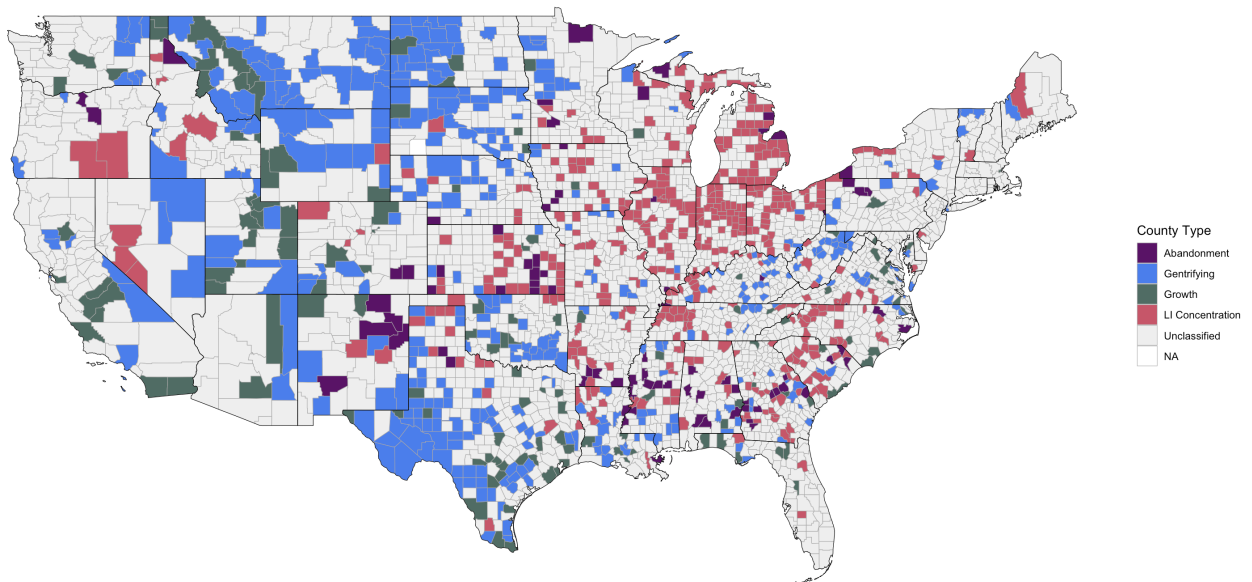 County Type
Abandonment
Gentrifying
Growth
LI Concentration
Unclassified
NA